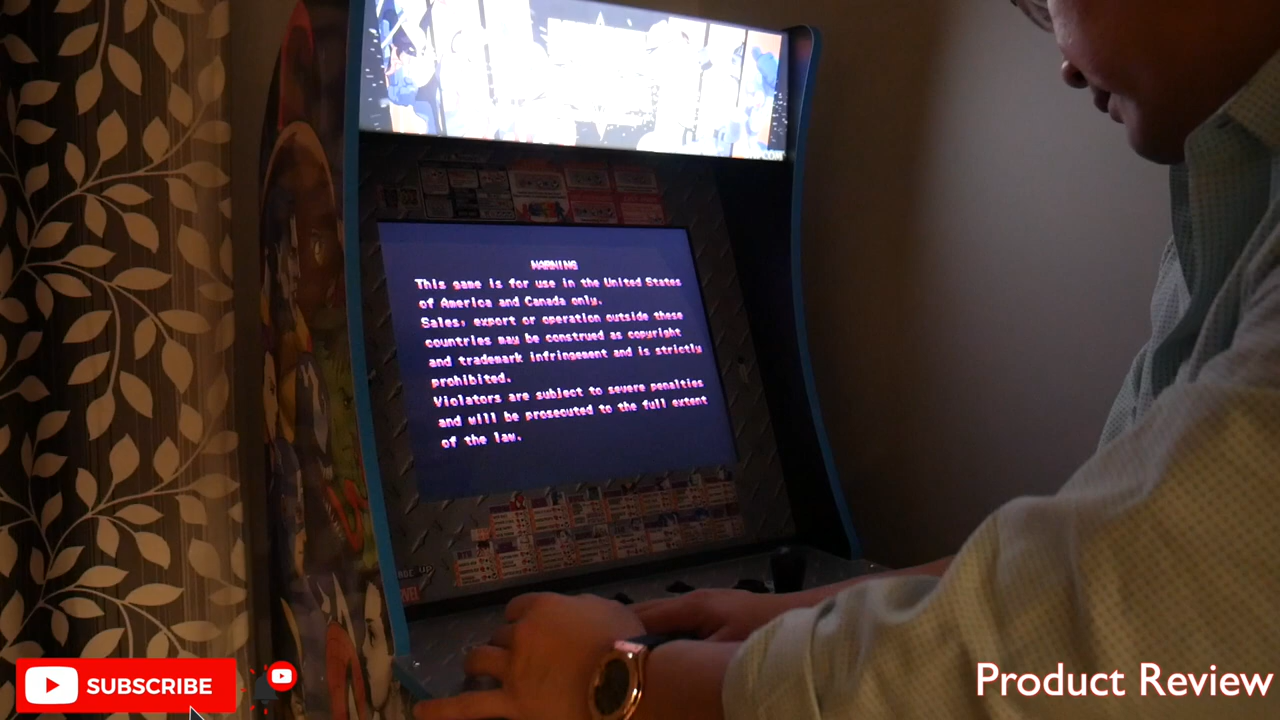 WARNING
This game is for use in the United States
of America and Canada only.
Sales, export or operation outside these
countries may be construed as copyright
and trademark infringement and is strictly
prohibited.
Violators are subject to severe penalties
and will be prosecuted to the full extent
of the law.
SUBSCRIBE
Product Review